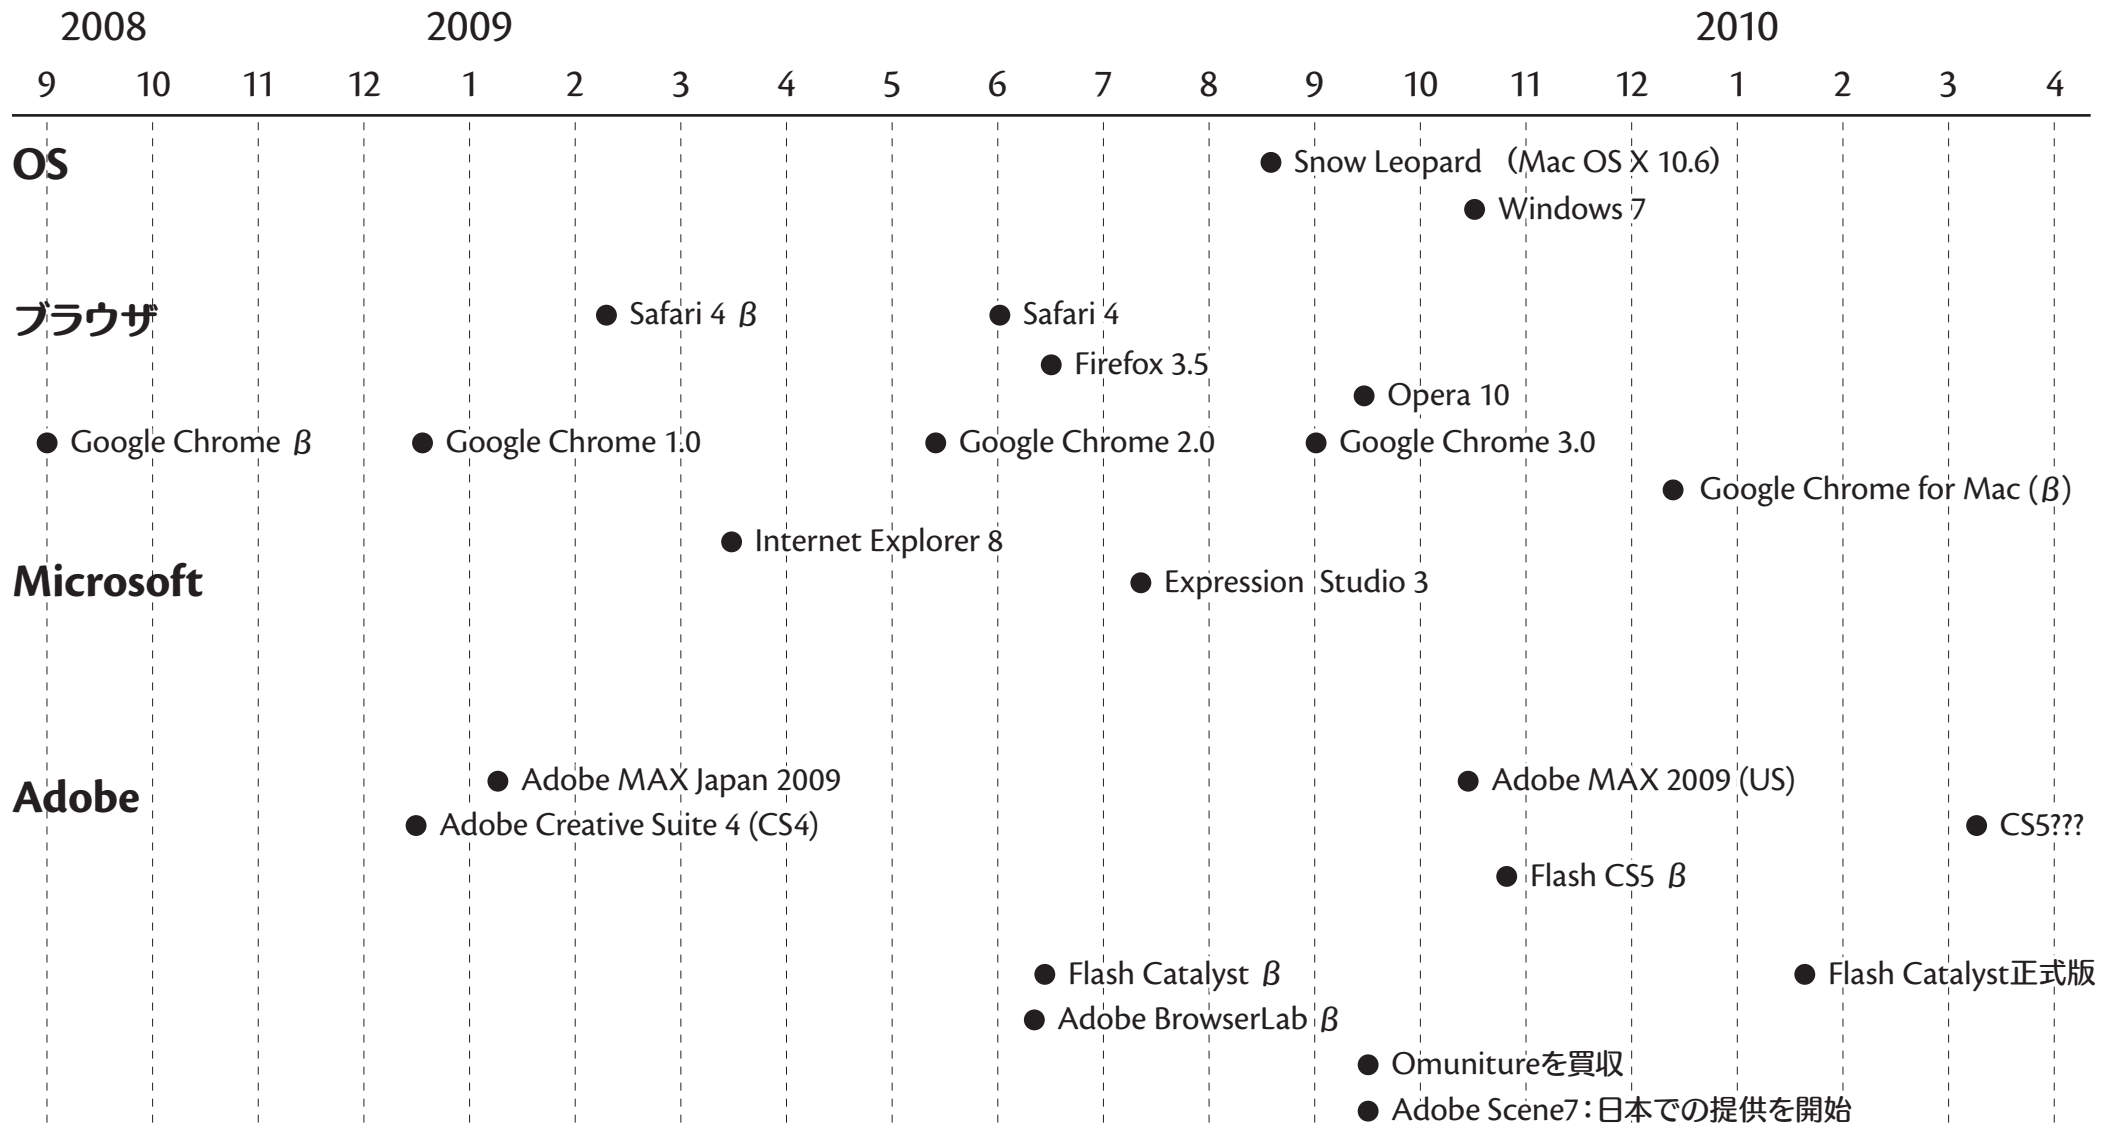 2008 2009 2010
9 10 11 12 1 2 3 4 5 6 7 8 9 10 11 12 1 2 3 4
OS
Snow Leopard （Mac OS X 10.6）
Windows 7
ブラウザ
Safari 4 β Safari 4
Firefox 3.5
Opera 10
Google Chrome β Google Chrome 1.0 Google Chrome 2.0 Google Chrome 3.0
Google Chrome for Mac (β)
Internet Explorer 8
Microsoft
Expression Studio 3
Adobe MAX Japan 2009 Adobe MAX 2009 (US)
Adobe
Adobe Creative Suite 4 (CS4) CS5???
Flash CS5 β
Flash Catalyst β Flash Catalyst正式版
Adobe BrowserLab β
Omunitureを買収
Adobe Scene7：日本での提供を開始